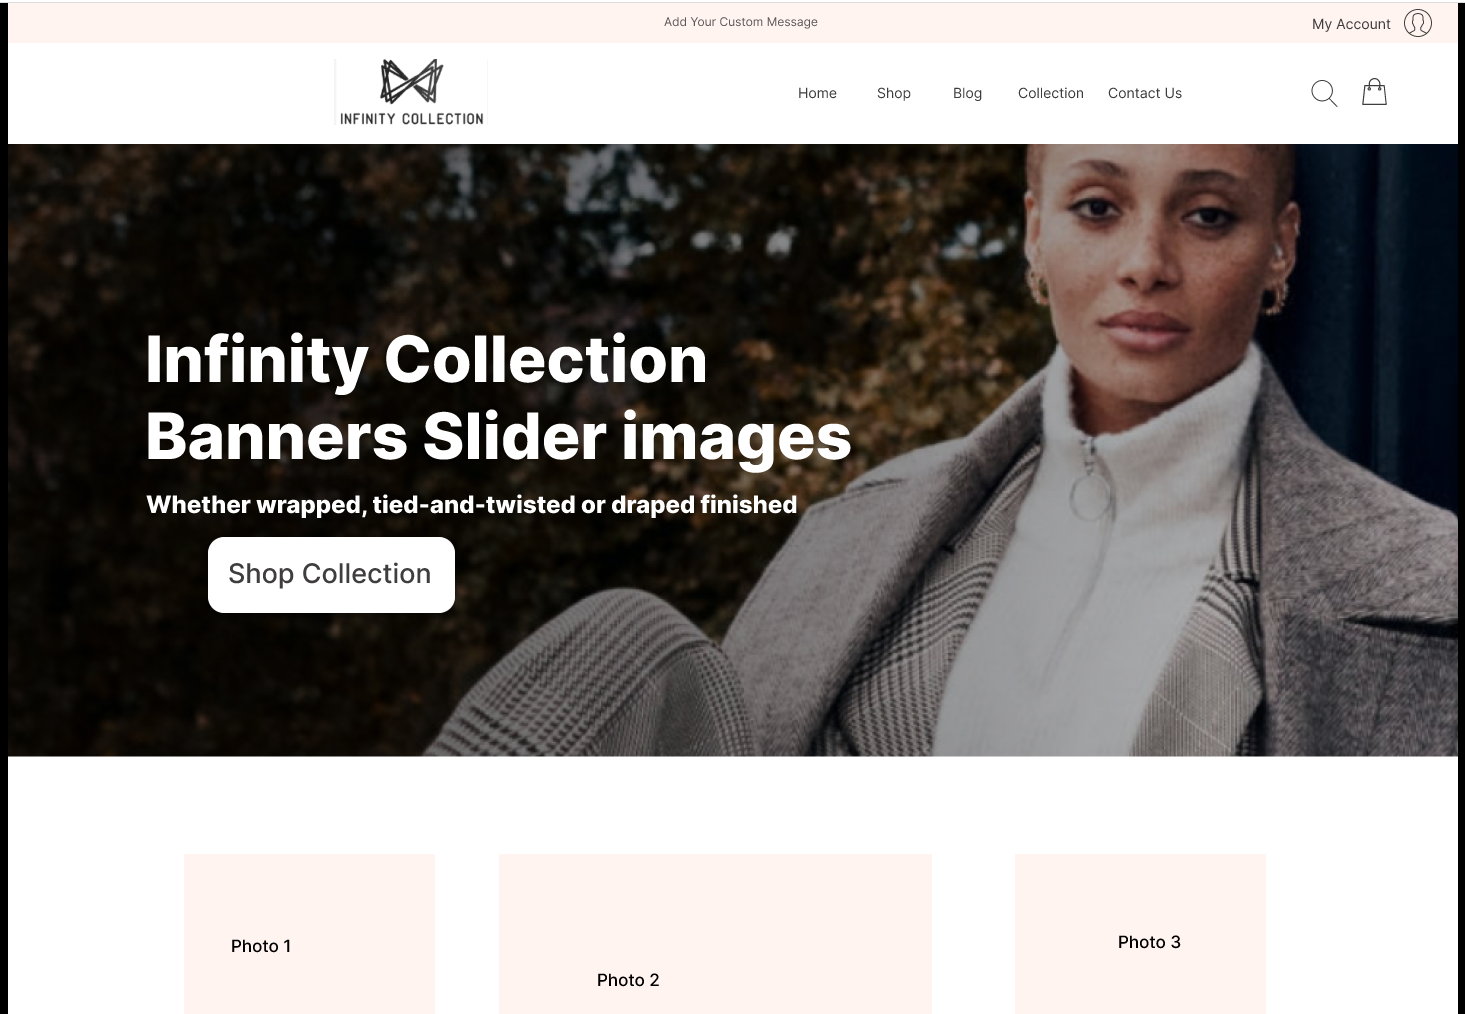 Add Your Custom Message
My Account
INFINITY COLLECTION
Home Shop Blog Collection Contact Us
Infinity Collection
Banners Slider images
Whether wrapped, tied-and-twisted or draped finished
Shop Collection
Photo 1
Photo 2
Photo 3